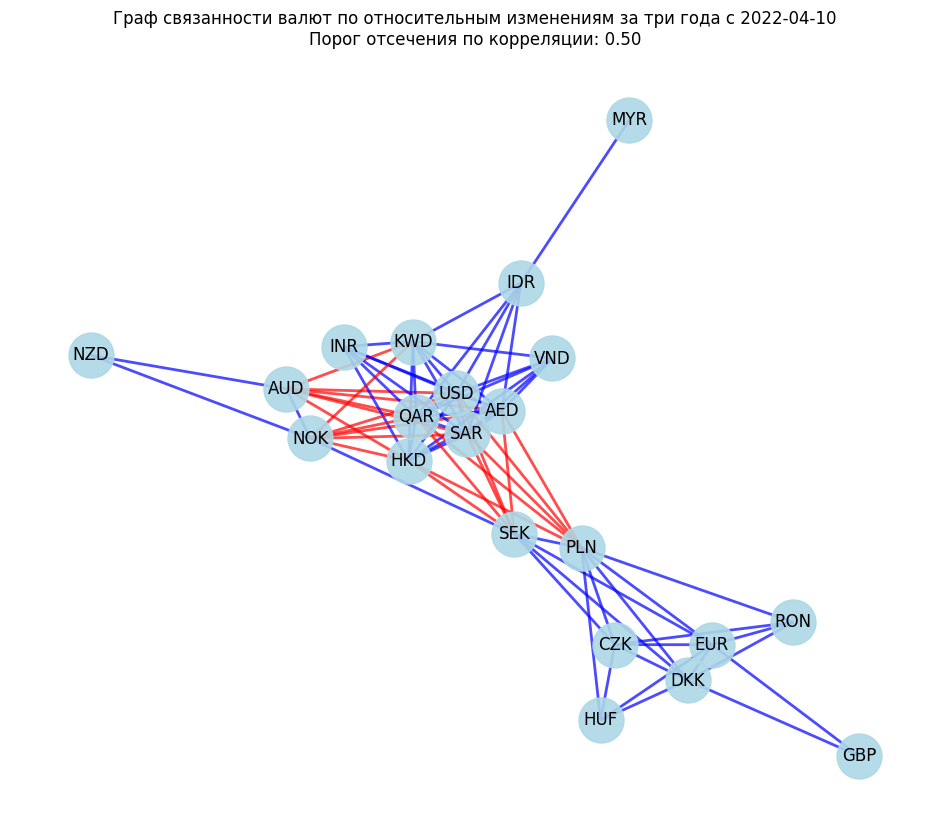 Граф связанности валют по относительным изменениям за три года с 2022-04-10
Порог отсечения по корреляции: 0.50
MYR
IDR
INR
KWD
NZD
VND
AUD
USD
AED
QAR
NOK
SAR
HKD
SEK
PLN
RON
CZK
EUR
DKK
HUF
GBP